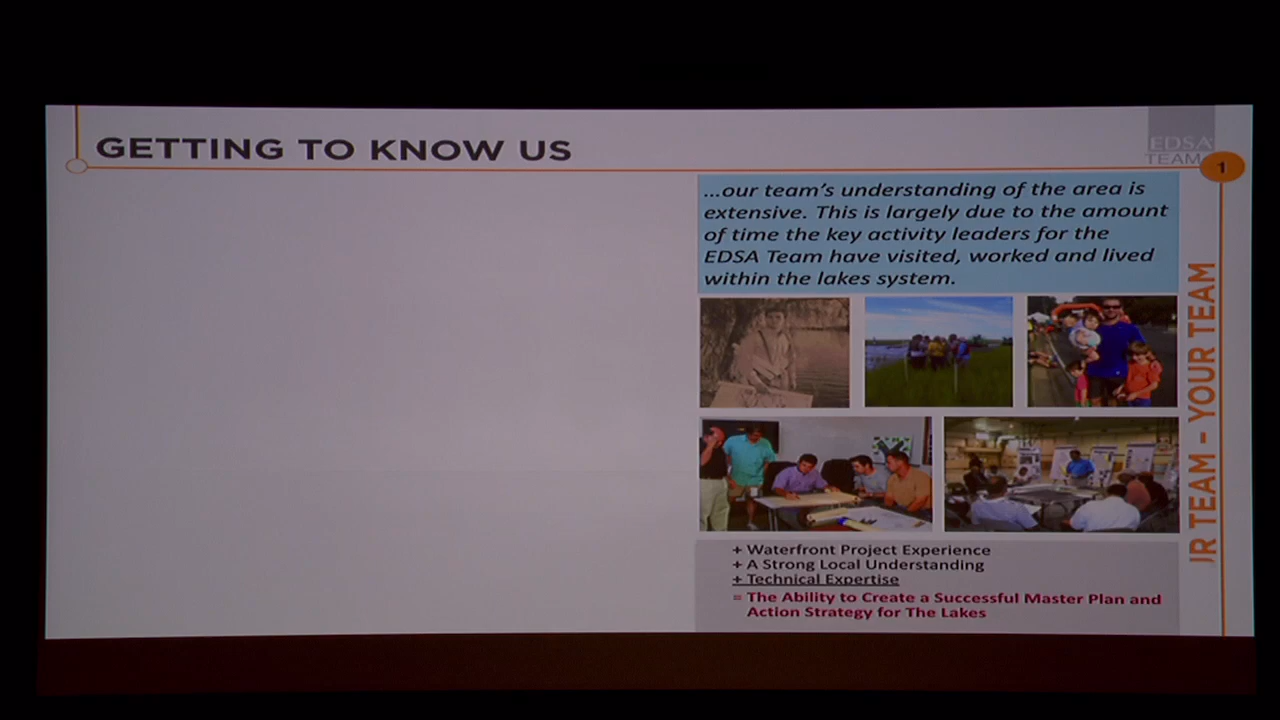 GETTING TO KNOW US
EDSA
TEAM
1
...our team's understanding of the area is
extensive. This is largely due to the amount
of time the key activity leaders for the
EDSA Team have visited, worked and lived
within the lakes system.
+ Waterfront Project Experience
+ A Strong Local Understanding
+ Technical Expertise
= The Ability to Create a Successful Master Plan and
Action Strategy for The Lakes
UR TEAM – YOUR TEAM